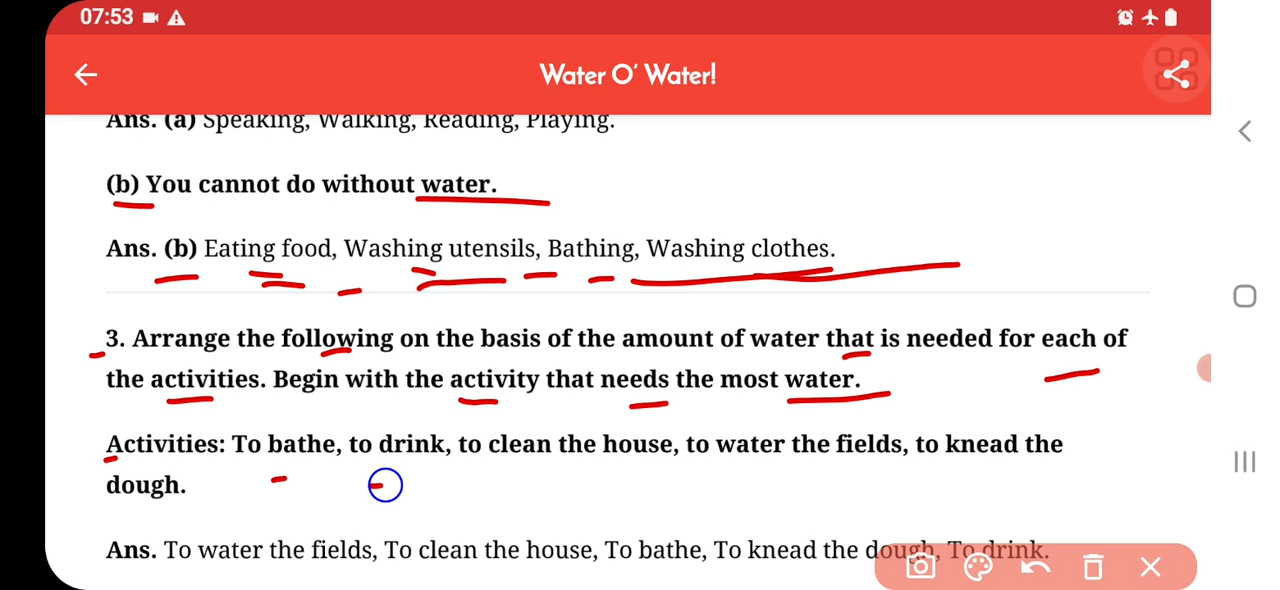 07:53
Water O' Water!
Ans. (a) Speaking, Walking, Reading, Playing.
(b) You cannot do without water.
Ans. (b) Eating food, Washing utensils, Bathing, Washing clothes.
3. Arrange the following on the basis of the amount of water that is needed for each of
the activities. Begin with the activity that needs the most water.
Activities: To bathe, to drink, to clean the house, to water the fields, to knead the
dough.
Ans. To water the fields, To clean the house, To bathe, To knead the dough, To drink.